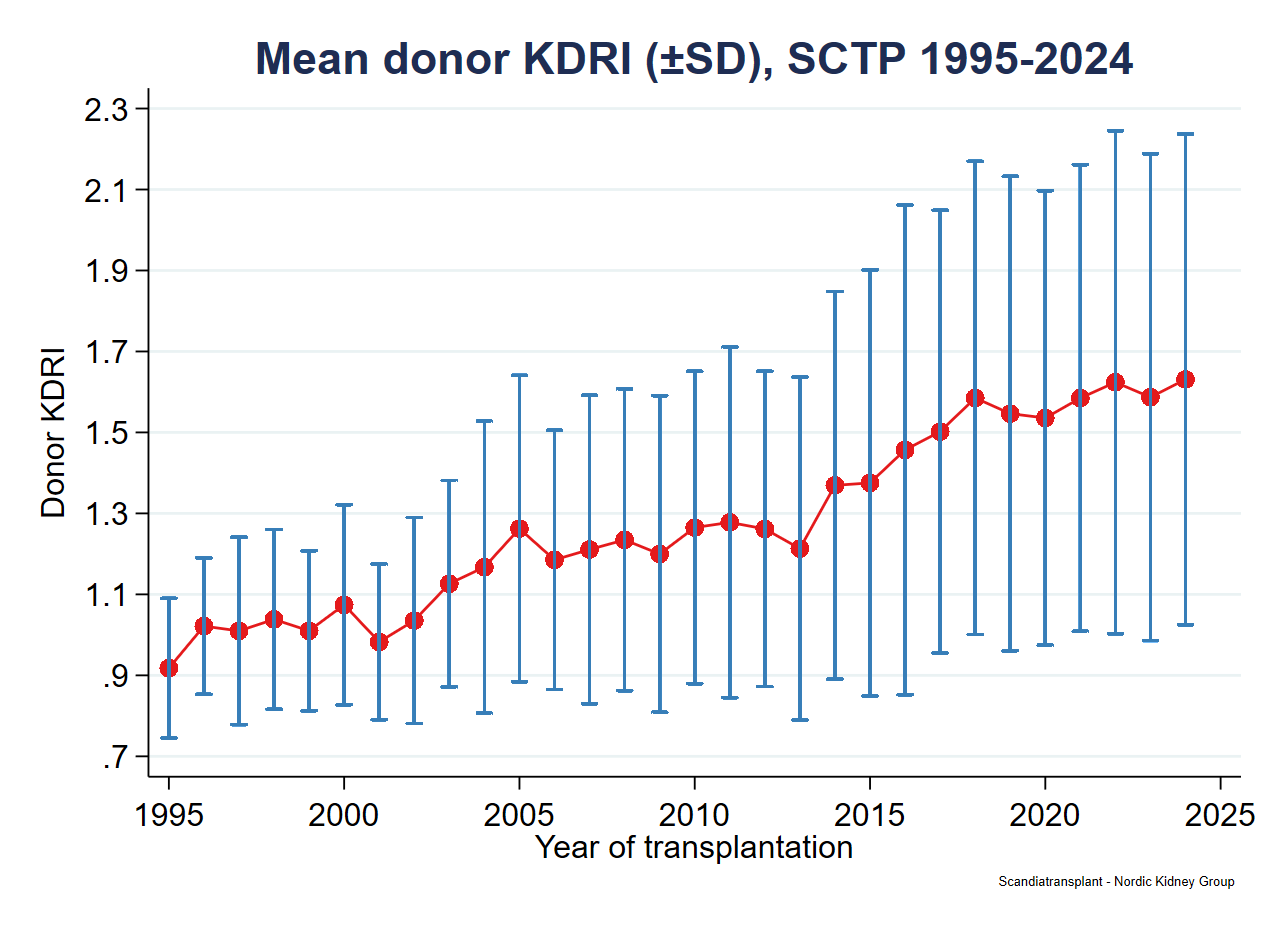 Mean donor KDRI (±SD), SCTP 1995-2024
2.3
2.1
1.9
1.7
1.5
1.3
1.1
.9
.7
Donor KDRI
1995 2000 2005 2010 2015 2020 2025
Year of transplantation
Scandiatransplant - Nordic Kidney Group